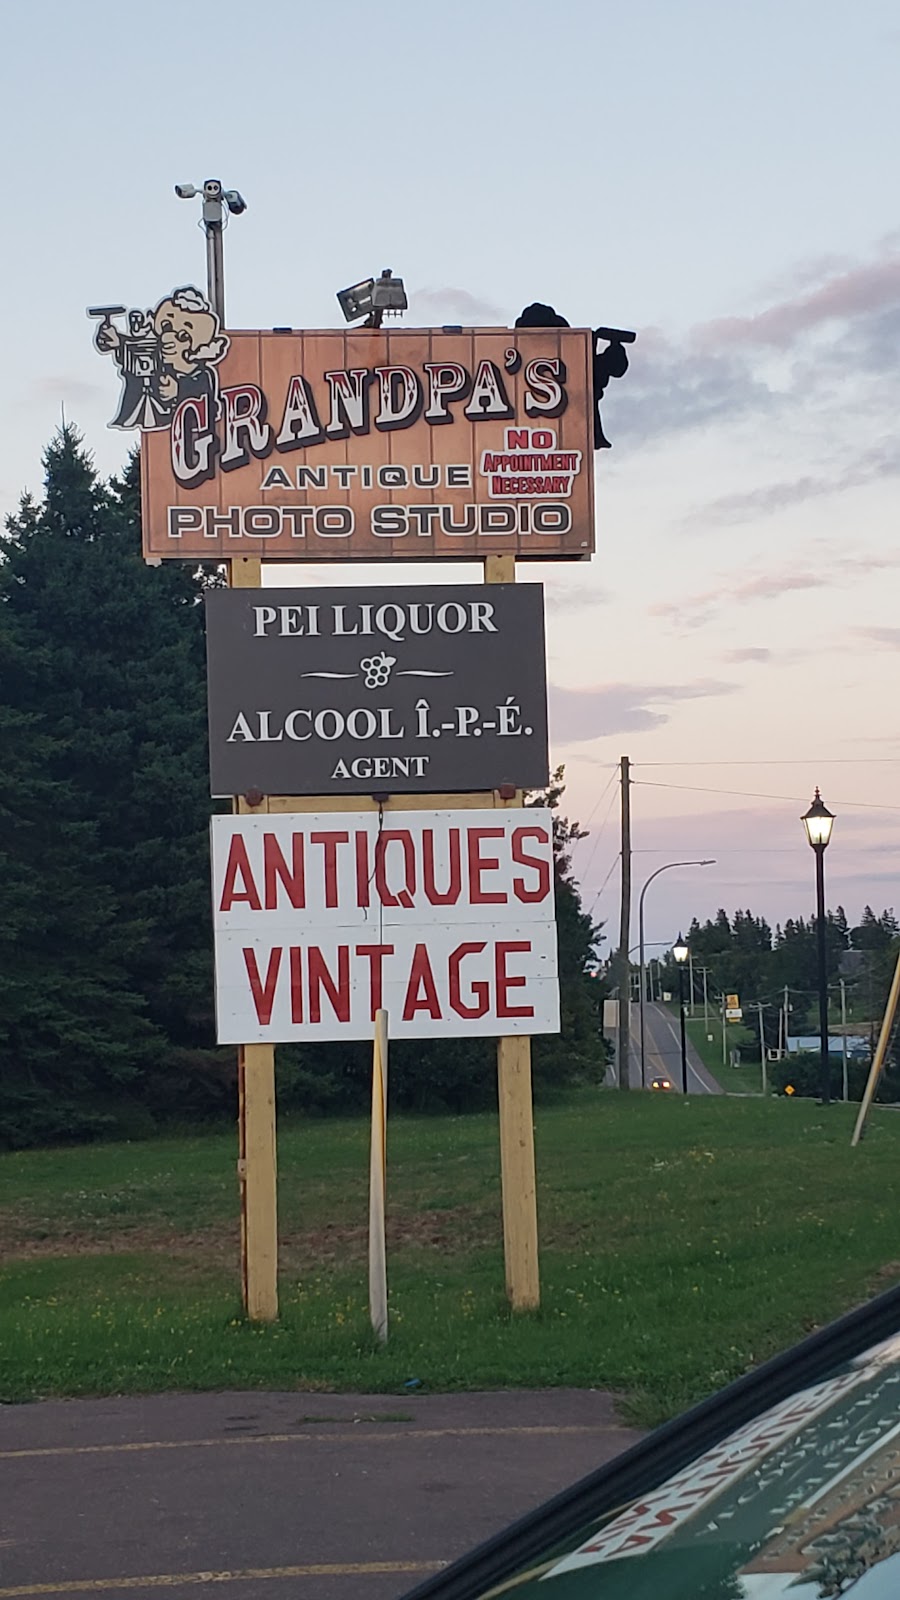 GRANDPA'S
ANTIQUE
NO
APPOINTMENT
NECESSARY
PHOTO STUDIO
PEI LIQUOR
ALCOOL Î.-P.-É.
AGENT
ANTIQUES
VINTAGE